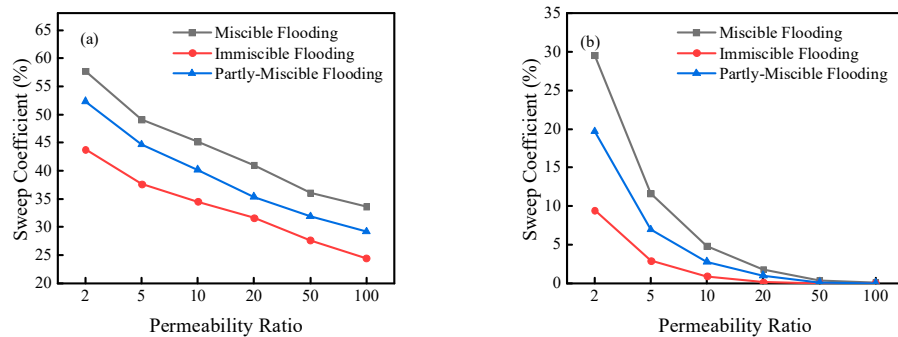 (a)
Miscible Flooding
Immiscible Flooding
Partly-Miscible Flooding
65
60
55
50
45
40
35
30
25
20
2 5 10 20 50 100
Sweep Coefficient (%)
Permeability Ratio
(b)
Miscible Flooding
Immiscible Flooding
Partly-Miscible Flooding
35
30
25
20
15
10
5
0
2 5 10 20 50 100
Sweep Coefficient (%)
Permeability Ratio